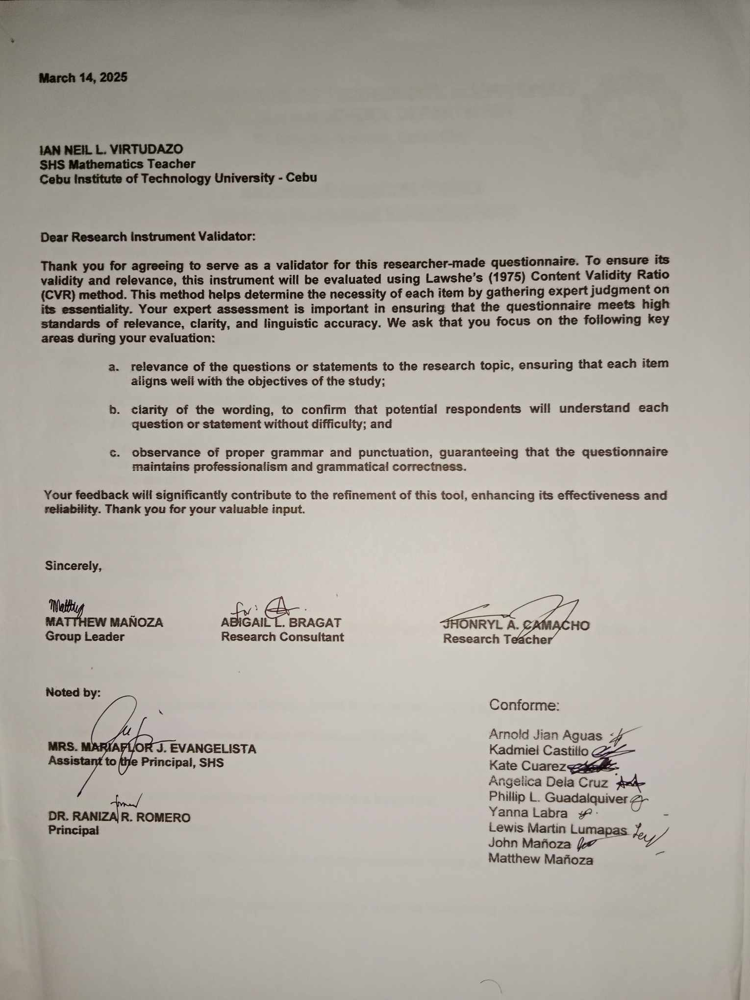 March 14, 2025
IAN NEIL L. VIRTUDAZO
SHS Mathematics Teacher
Cebu Institute of Technology University - Cebu
Dear Research Instrument Validator:
Thank you for agreeing to serve as a validator for this researcher-made questionnaire. To ensure its
validity and relevance, this instrument will be evaluated using Lawshe's (1975) Content Validity Ratio
(CVR) method. This method helps determine the necessity of each item by gathering expert judgment on
its essentiality. Your expert assessment is important in ensuring that the questionnaire meets high
standards of relevance, clarity, and linguistic accuracy. We ask that you focus on the following key
areas during your evaluation:
a. relevance of the questions or statements to the research topic, ensuring that each item
aligns well with the objectives of the study;
b. clarity of the wording, to confirm that potential respondents will understand each
question or statement without difficulty; and
c. observance of proper grammar and punctuation, guaranteeing that the questionnaire
maintains professionalism and grammatical correctness.
Your feedback will significantly contribute to the refinement of this tool, enhancing its effectiveness and
reliability. Thank you for your valuable input.
Sincerely,
for:
MATTHEW MAÑOZA
Group Leader
ABIGAIL L. BRAGAT
Research Consultant
JHONRYL A. CAMACHO
Research Teacher
Noted by:
MRS. MARIAFLOR J. EVANGELISTA
Assistant to the Principal, SHS
DR. RANIZA R. ROMERO
Principal
Conforme:
Arnold Jian Aguas
Kadmiel Castillo
Kate Cuarez
Angelica Dela Cruz
Phillip L. Guadalquiver
Yanna Labra
Lewis Martin Lumapas
John Mañoza
Matthew Mañoza